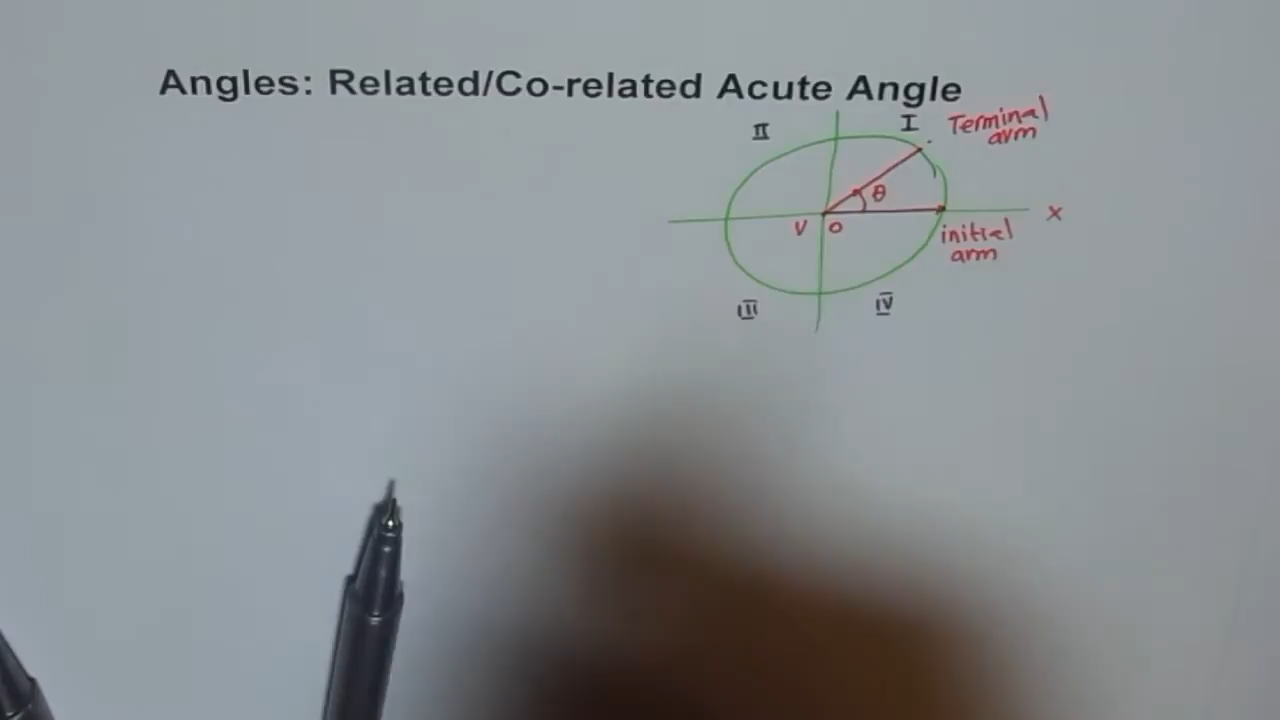 Angles: Related/Co-related Acute Angle
II
I
Terminal
arm
θ
V
O
x
initial
arm
III
IV